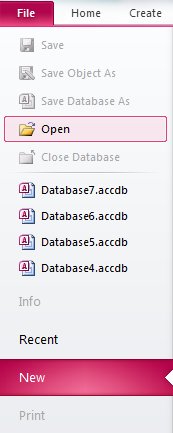 File Home Create
Save
Save Object As
Save Database As
Open
Close Database
Database7.accdb
Database6.accdb
Database5.accdb
Database4.accdb
Info
Recent
New
Print